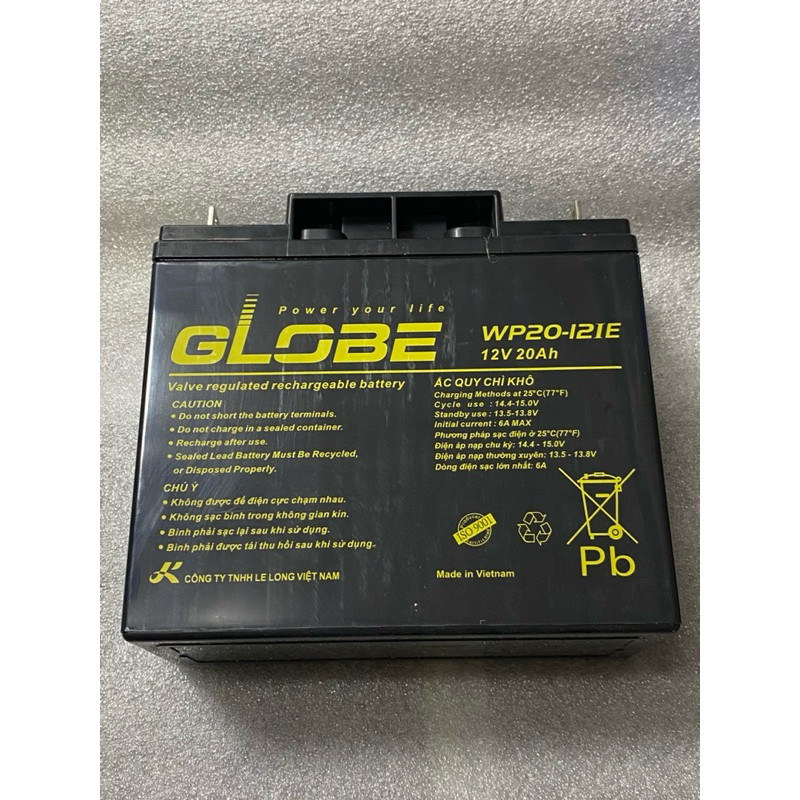 Power your life
GLOBE
WP20-12IE
12V 20Ah
Valve regulated rechargeable battery
CAUTION
• Do not short the battery terminals.
• Do not charge in a sealed container.
• Recharge after use.
• Sealed Lead Battery Must Be Recycled,
or Disposed Properly.
CHÚ Ý
• Không được để điện cực chạm nhau.
• Không sạc bình trong không gian kín.
• Bình phải sạc lại sau khi sử dụng.
• Bình phải được tái thu hồi sau khi sử dụng.
CÔNG TY TNHH LE LONG VIỆT NAM
ÁC QUY CHÌ KHÔ
Charging Methods at 25°C(77°F)
Cycle use : 14.4-15.0V
Standby use : 13.5-13.8V
Initial current : 6A MAX
Phương pháp sạc điện ở 25°C(77°F)
Điện áp nạp chu kỳ: 14.4 - 15.0V
Điện áp nạp thường xuyên: 13.5 - 13.8V
Dòng điện sạc lớn nhất: 6A
ISO 9001
Pb
Made in Vietnam